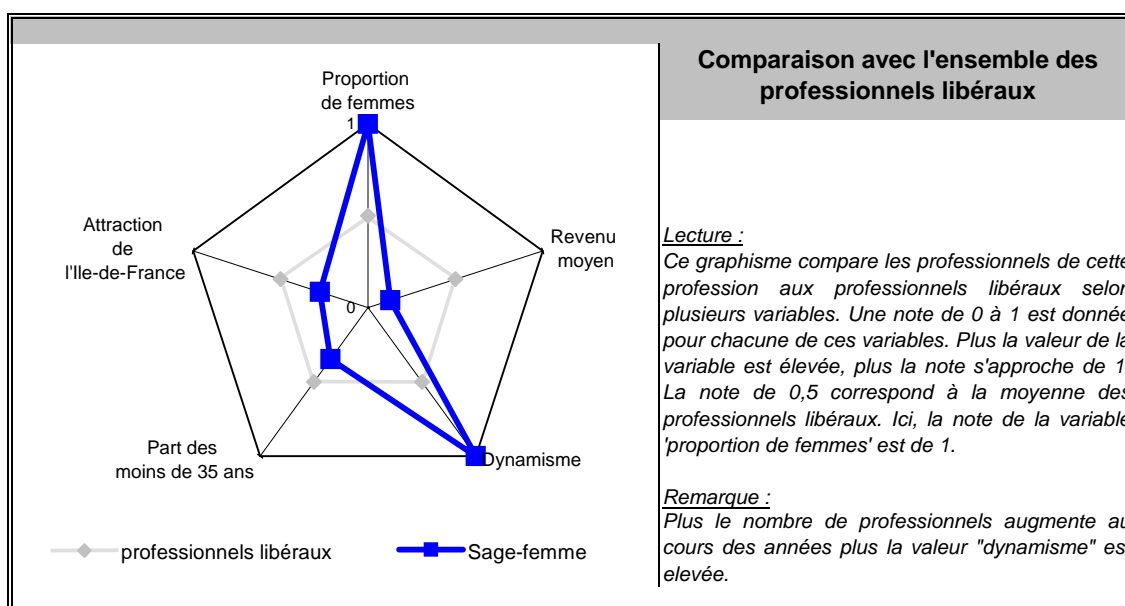 Comparaison avec l'ensemble des
professionnels libéraux
Proportion
de femmes
1
Attraction
de
l'Ile-de-France
Revenu
moyen
0
Part des
moins de 35 ans
Dynamisme
professionnels libéraux
Sage-femme
Lecture :
Ce graphisme compare les professionnels de cette
profession aux professionnels libéraux selon
plusieurs variables. Une note de 0 à 1 est donnée
pour chacune de ces variables. Plus la valeur de la
variable est élevée, plus la note s'approche de 1
La note de 0,5 correspond à la moyenne des
professionnels libéraux. Ici, la note de la variable
'proportion de femmes' est de 1.
Remarque :
Plus le nombre de professionnels augmente au
cours des années plus la valeur "dynamisme" es
elevée.